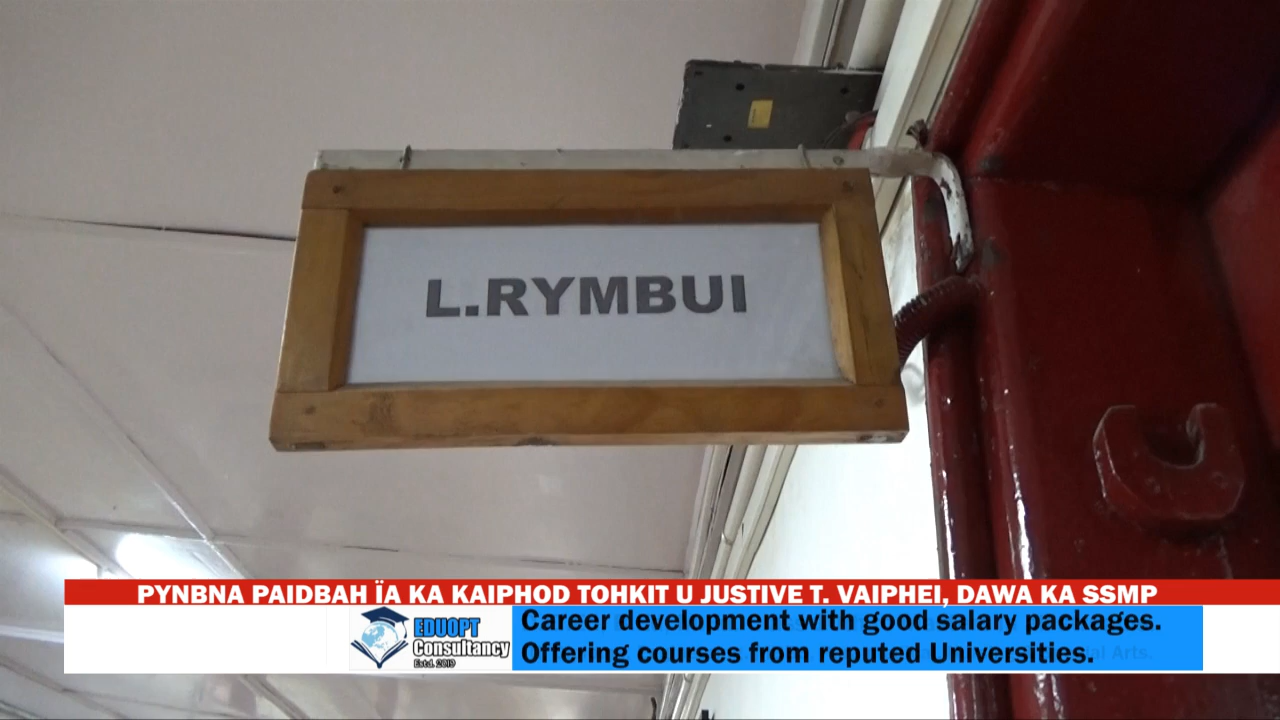 L.RYMBUI
PYNBNA PAIDBAH ÏA KA KAIPHOD TOHKIT U JUSTIVE T. VAIPHEI, DAWA KA SSMP
EDUOPT
Consultancy
Estd. 2019
Career development with good salary packages.
Offering courses from reputed Universities.